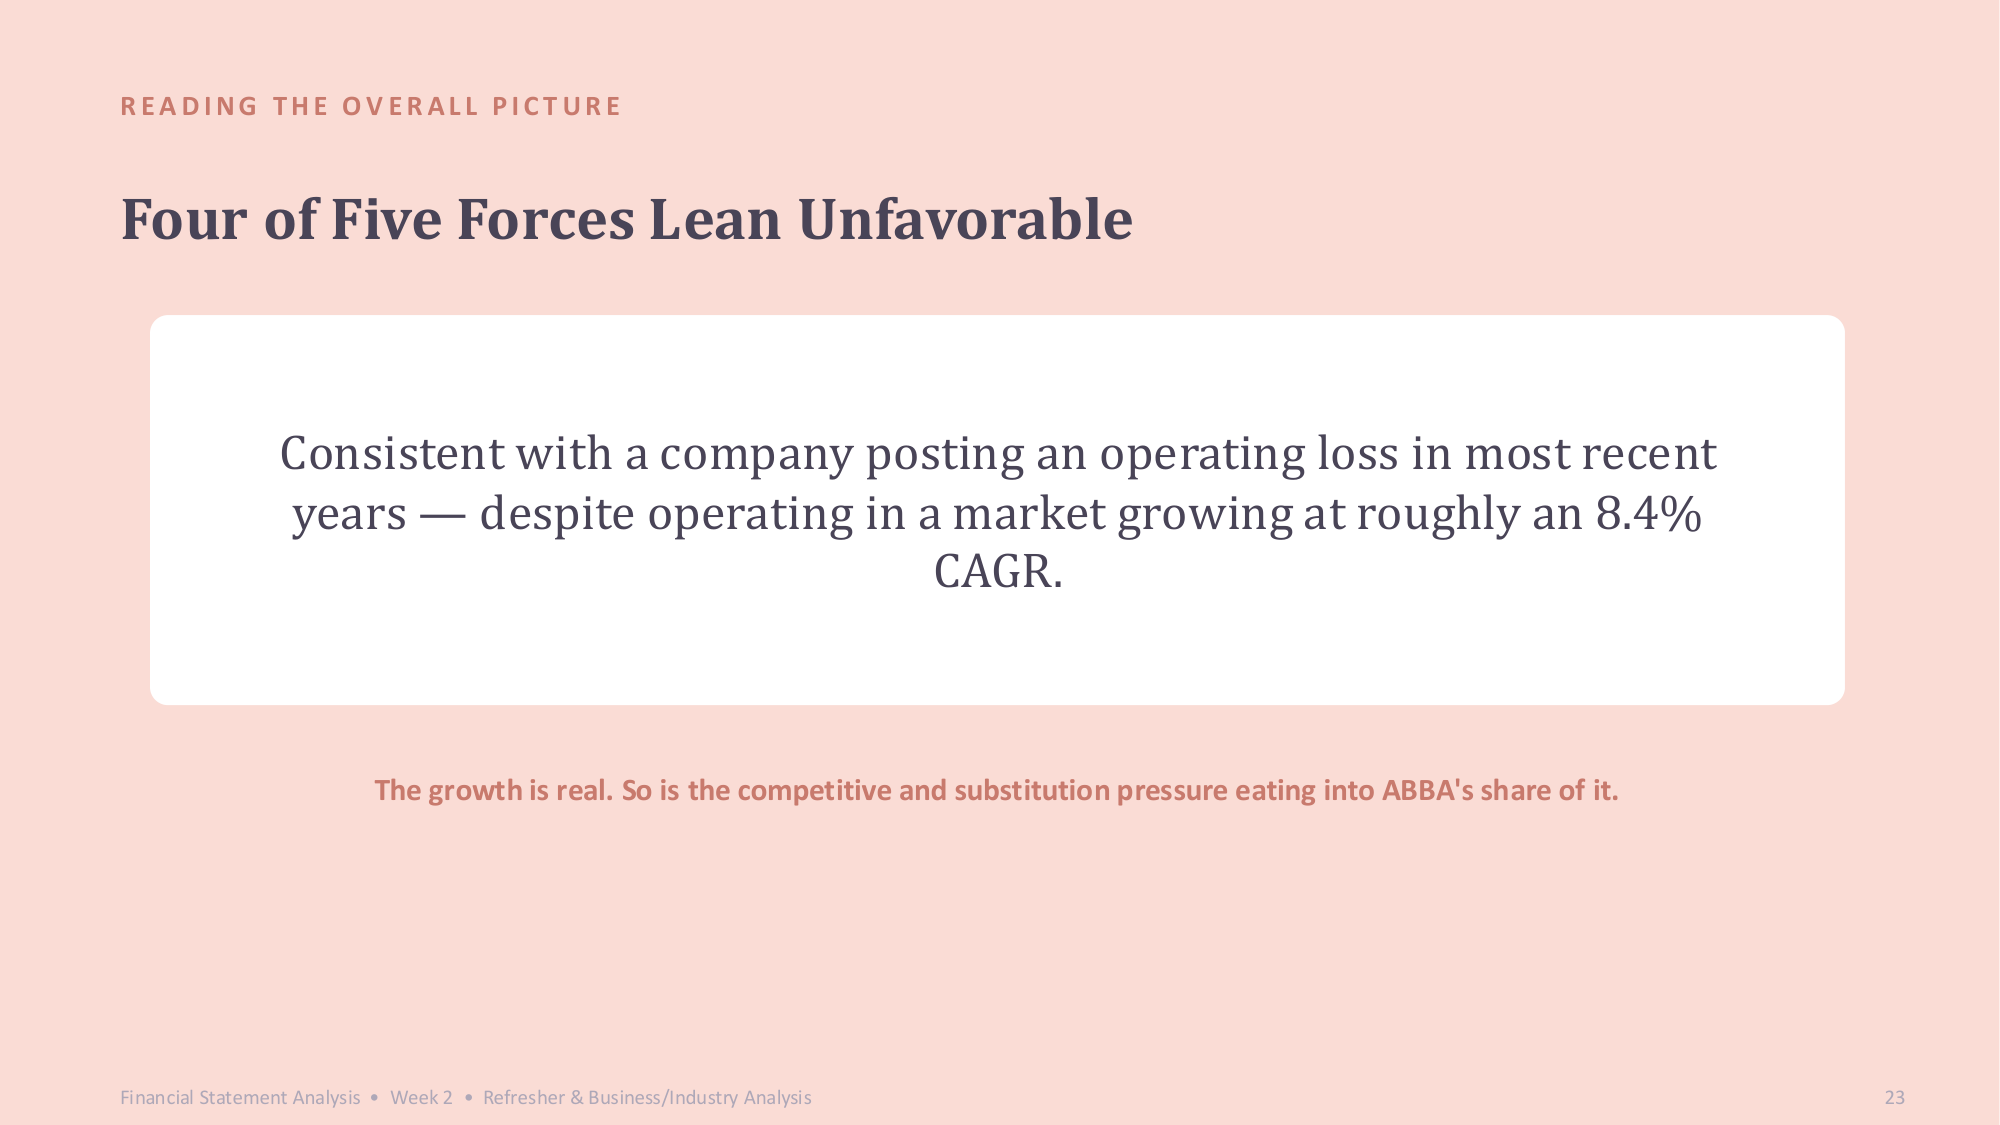 READING THE OVERALL PICTURE
Four of Five Forces Lean Unfavorable
Consistent with a company posting an operating loss in most recent
years — despite operating in a market growing at roughly an 8.4%
CAGR.
The growth is real. So is the competitive and substitution pressure eating into ABBA's share of it.
Financial Statement Analysis • Week 2 • Refresher & Business/Industry Analysis
23